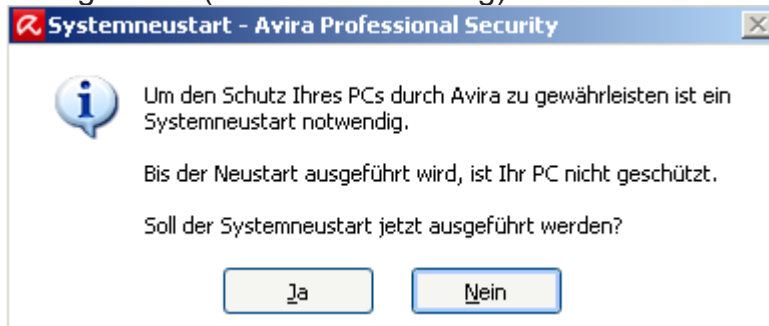 Systemneustart - Avira Professional Security
Um den Schutz Ihres PCs durch Avira zu gewährleisten ist ein
Systemneustart notwendig.
Bis der Neustart ausgeführt wird, ist Ihr PC nicht geschützt.
Soll der Systemneustart jetzt ausgeführt werden?
Ja
Nein